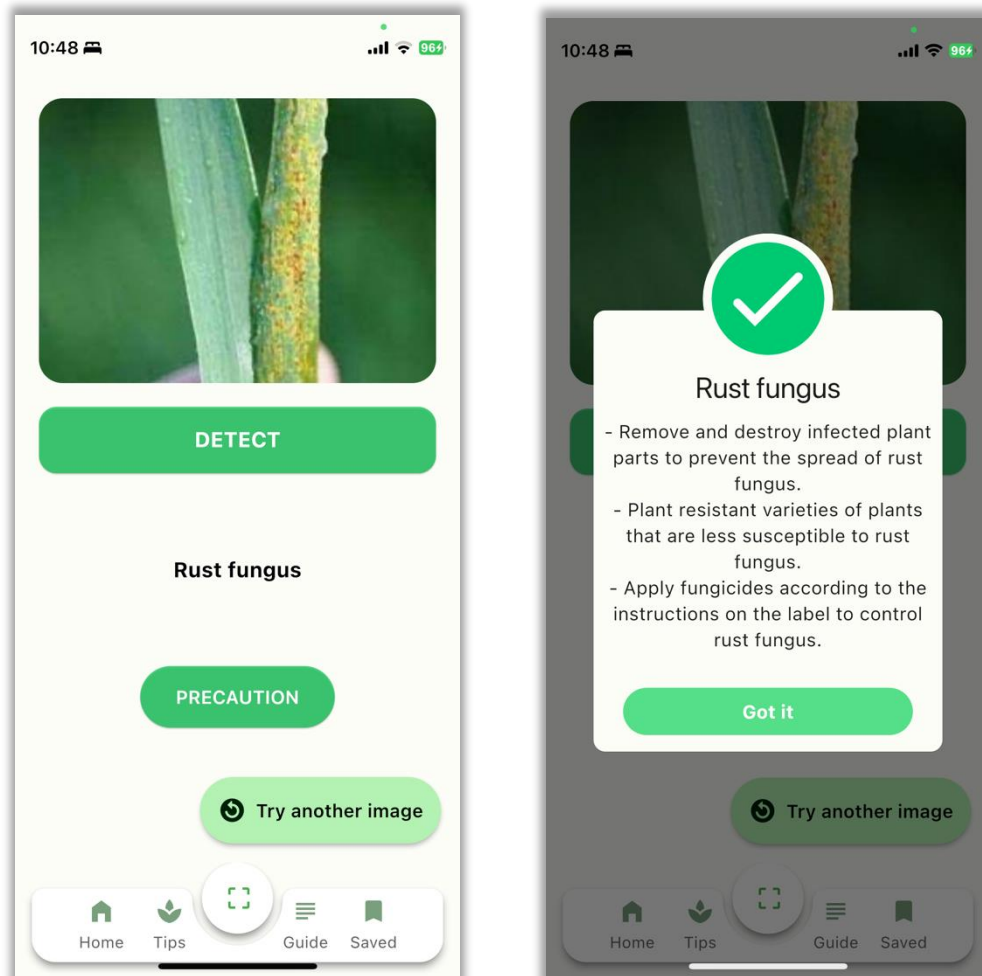 10:48
96
DETECT
Rust fungus
PRECAUTION
Try another image
Home Tips Guide Saved
10:48
96
Rust fungus
- Remove and destroy infected plant
parts to prevent the spread of rust
fungus.
- Plant resistant varieties of plants
that are less susceptible to rust
fungus.
- Apply fungicides according to the
instructions on the label to control
rust fungus.
Got it
Try another image
Home Tips Guide Saved